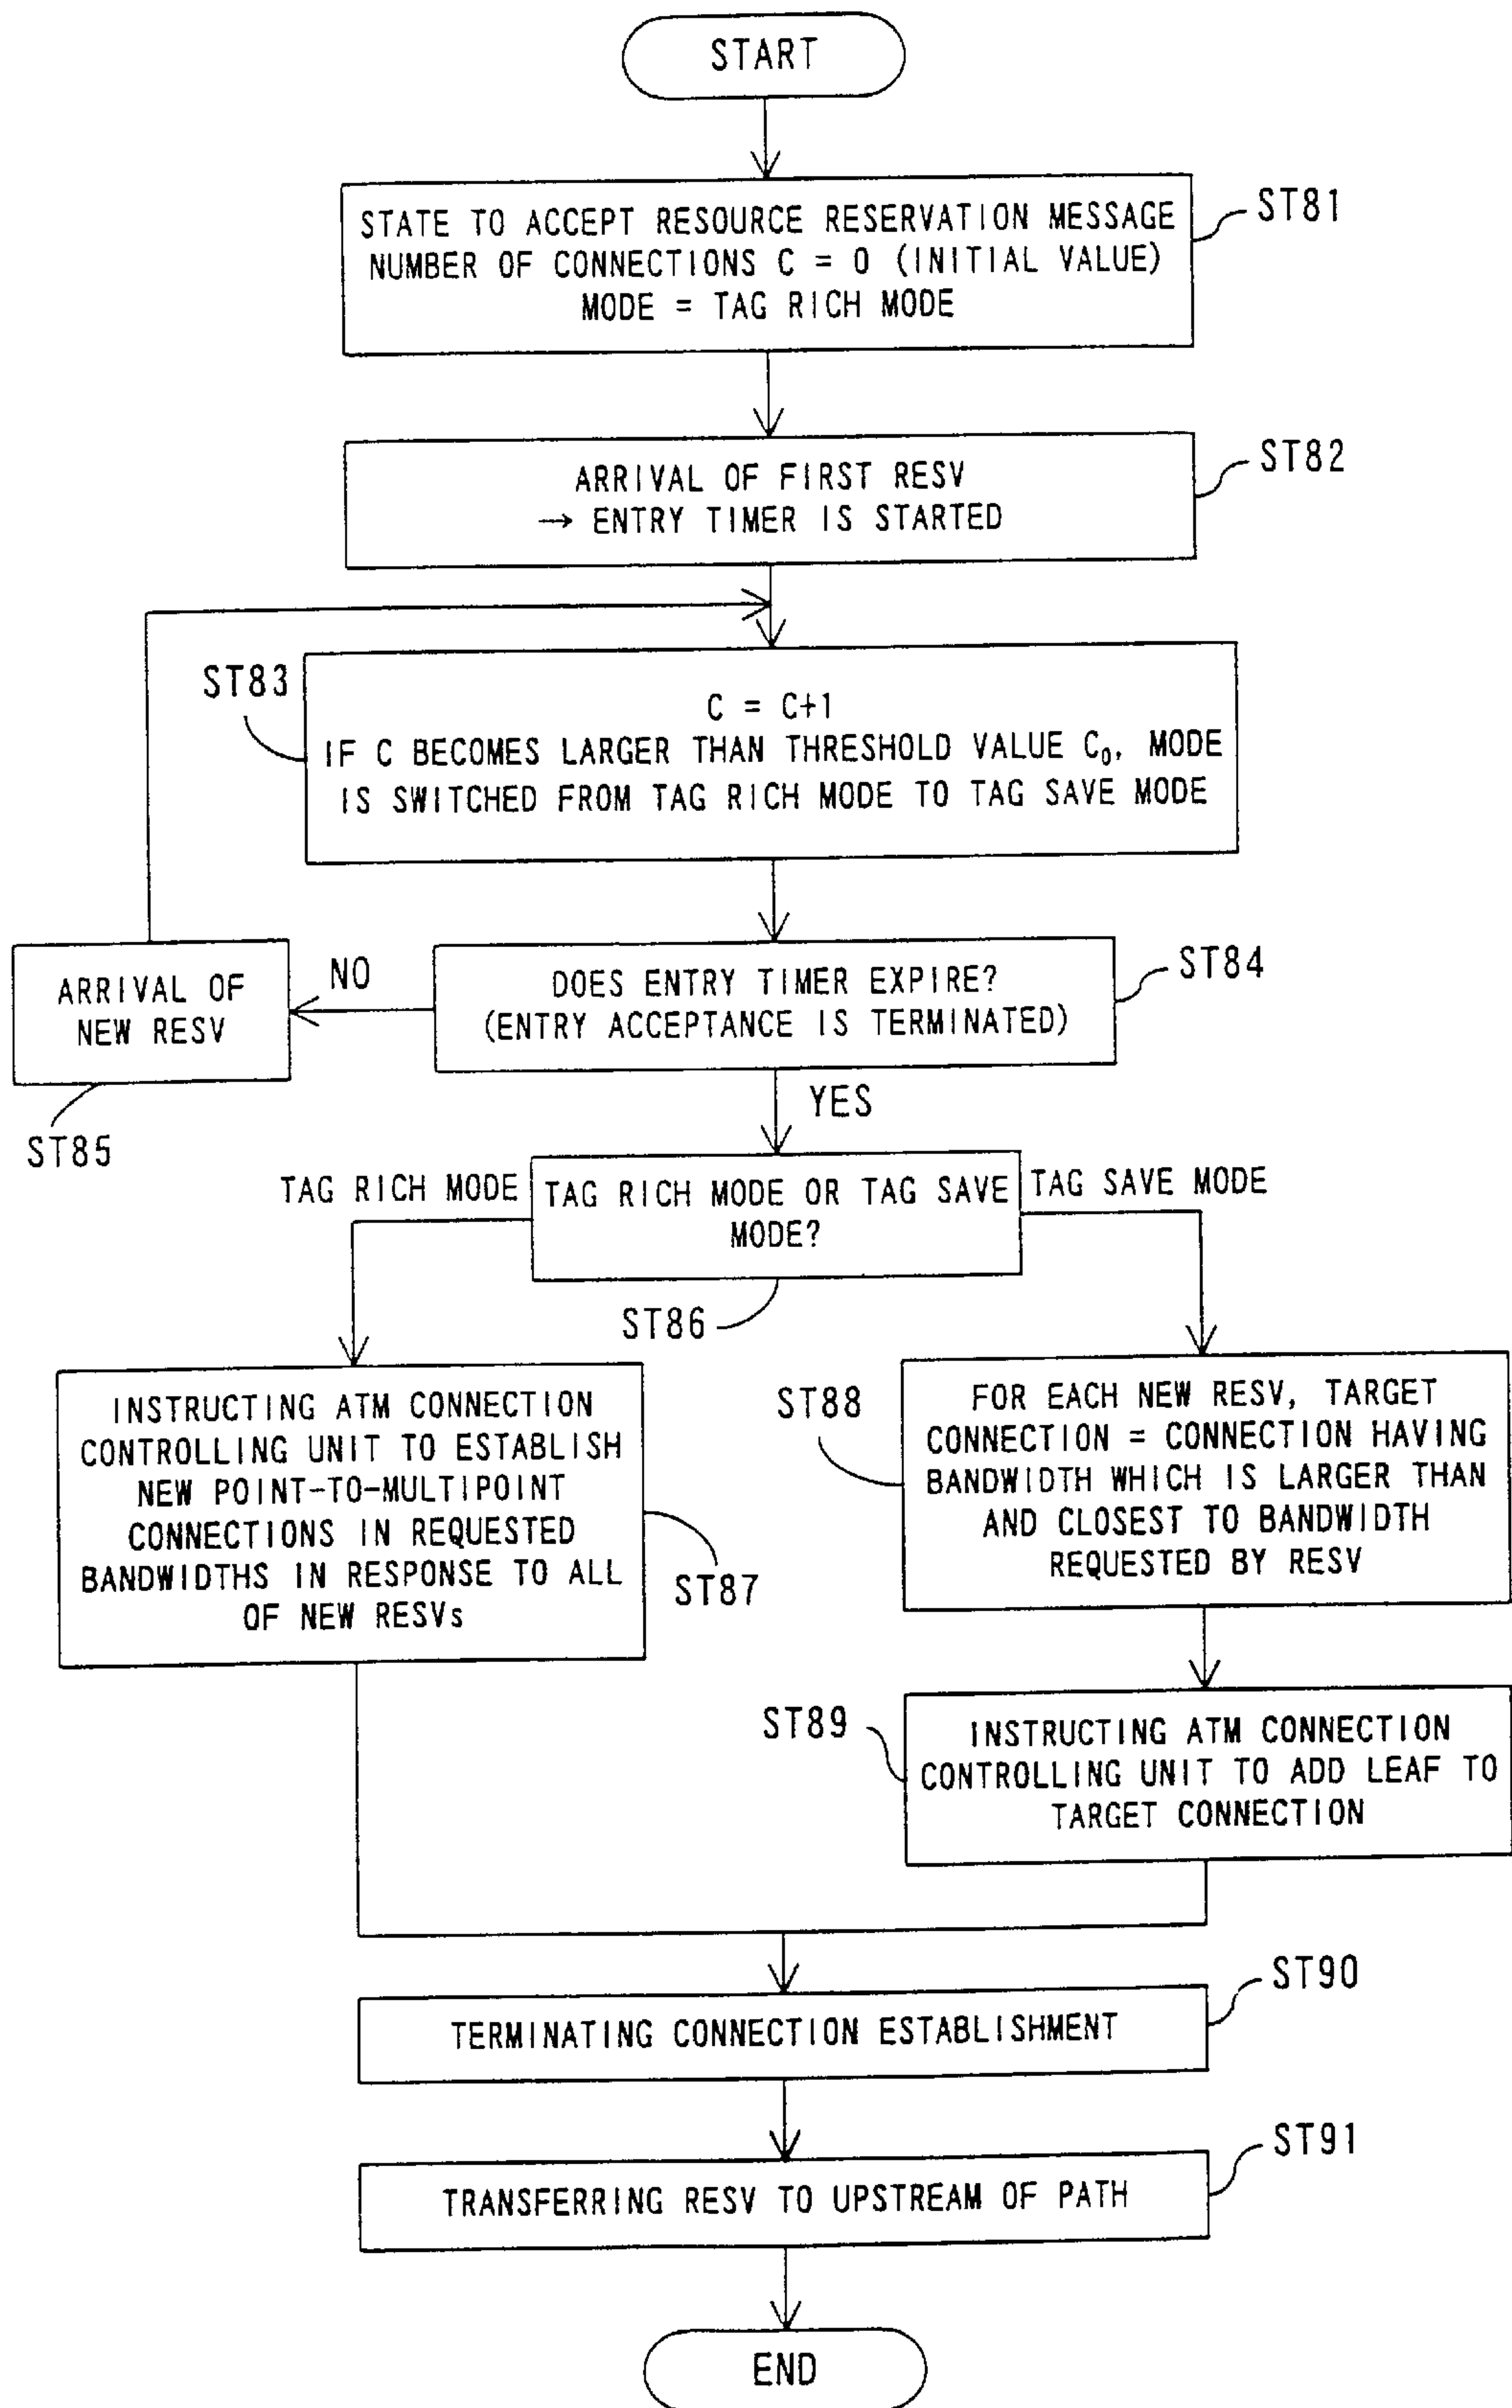 START
STATE TO ACCEPT RESOURCE RESERVATION MESSAGE
NUMBER OF CONNECTIONS C = 0 (INITIAL VALUE)
MODE = TAG RICH MODE
ST81
ARRIVAL OF FIRST RESV
→ ENTRY TIMER IS STARTED
ST82
ST83
C = C+1
IF C BECOMES LARGER THAN THRESHOLD VALUE C₀, MODE
IS SWITCHED FROM TAG RICH MODE TO TAG SAVE MODE
ARRIVAL OF
NEW RESV
ST85
NO
DOES ENTRY TIMER EXPIRE?
(ENTRY ACCEPTANCE IS TERMINATED)
ST84
YES
TAG RICH MODE
TAG RICH MODE OR TAG SAVE
MODE?
TAG SAVE MODE
ST86
INSTRUCTING ATM CONNECTION
CONTROLLING UNIT TO ESTABLISH
NEW POINT-TO-MULTIPOINT
CONNECTIONS IN REQUESTED
BANDWIDTHS IN RESPONSE TO ALL
OF NEW RESVs
ST87
ST88
FOR EACH NEW RESV, TARGET
CONNECTION = CONNECTION HAVING
BANDWIDTH WHICH IS LARGER THAN
AND CLOSEST TO BANDWIDTH
REQUESTED BY RESV
ST89
INSTRUCTING ATM CONNECTION
CONTROLLING UNIT TO ADD LEAF TO
TARGET CONNECTION
TERMINATING CONNECTION ESTABLISHMENT
ST90
TRANSFERRING RESV TO UPSTREAM OF PATH
ST91
END